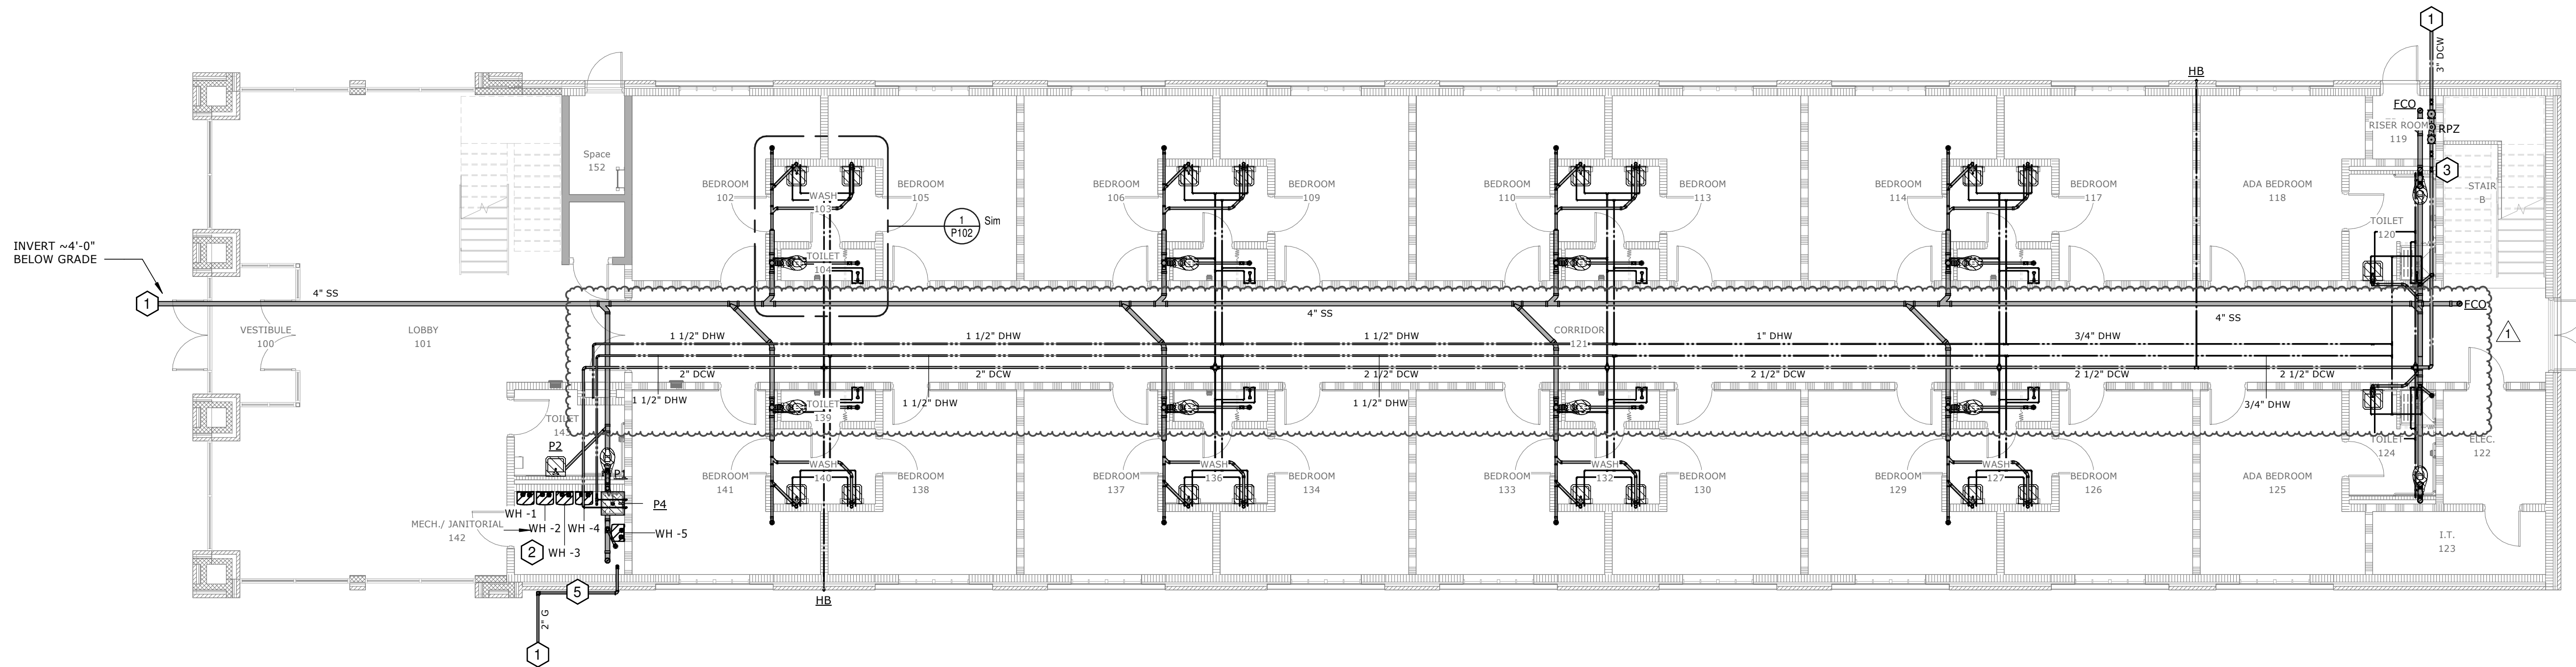 1
3" DCW
HB
FCO
RISER ROOM
119
RPZ
3
Space
152
BEDROOM
102
WASH
103
BEDROOM
105
BEDROOM
106
BEDROOM
109
BEDROOM
110
BEDROOM
113
BEDROOM
114
BEDROOM
117
ADA BEDROOM
118
STAIR
B
1
P102
Sim
TOILET
104
TOILET
120
INVERT ~4'-0"
BELOW GRADE
1
4" SS
4" SS
4" SS
FCO
1
VESTIBULE
100
LOBBY
101
CORRIDOR
121
1 1/2" DHW
1 1/2" DHW
1 1/2" DHW
1" DHW
3/4" DHW
2" DCW
2" DCW
2 1/2" DCW
2 1/2" DCW
2 1/2" DCW
2 1/2" DCW
1 1/2" DHW
1 1/2" DHW
1 1/2" DHW
3/4" DHW
TOILET
TOILET
139
P2
P1
TOILET
124
ELEC.
122
BEDROOM
141
WASH
140
BEDROOM
138
BEDROOM
137
WASH
136
BEDROOM
134
BEDROOM
133
WASH
132
BEDROOM
130
BEDROOM
129
WASH
127
BEDROOM
126
ADA BEDROOM
125
P4
WH -1
WH -2
WH -4
WH -3
WH -5
MECH./ JANITORIAL
142
2
I.T.
123
5
HB
2" G
1